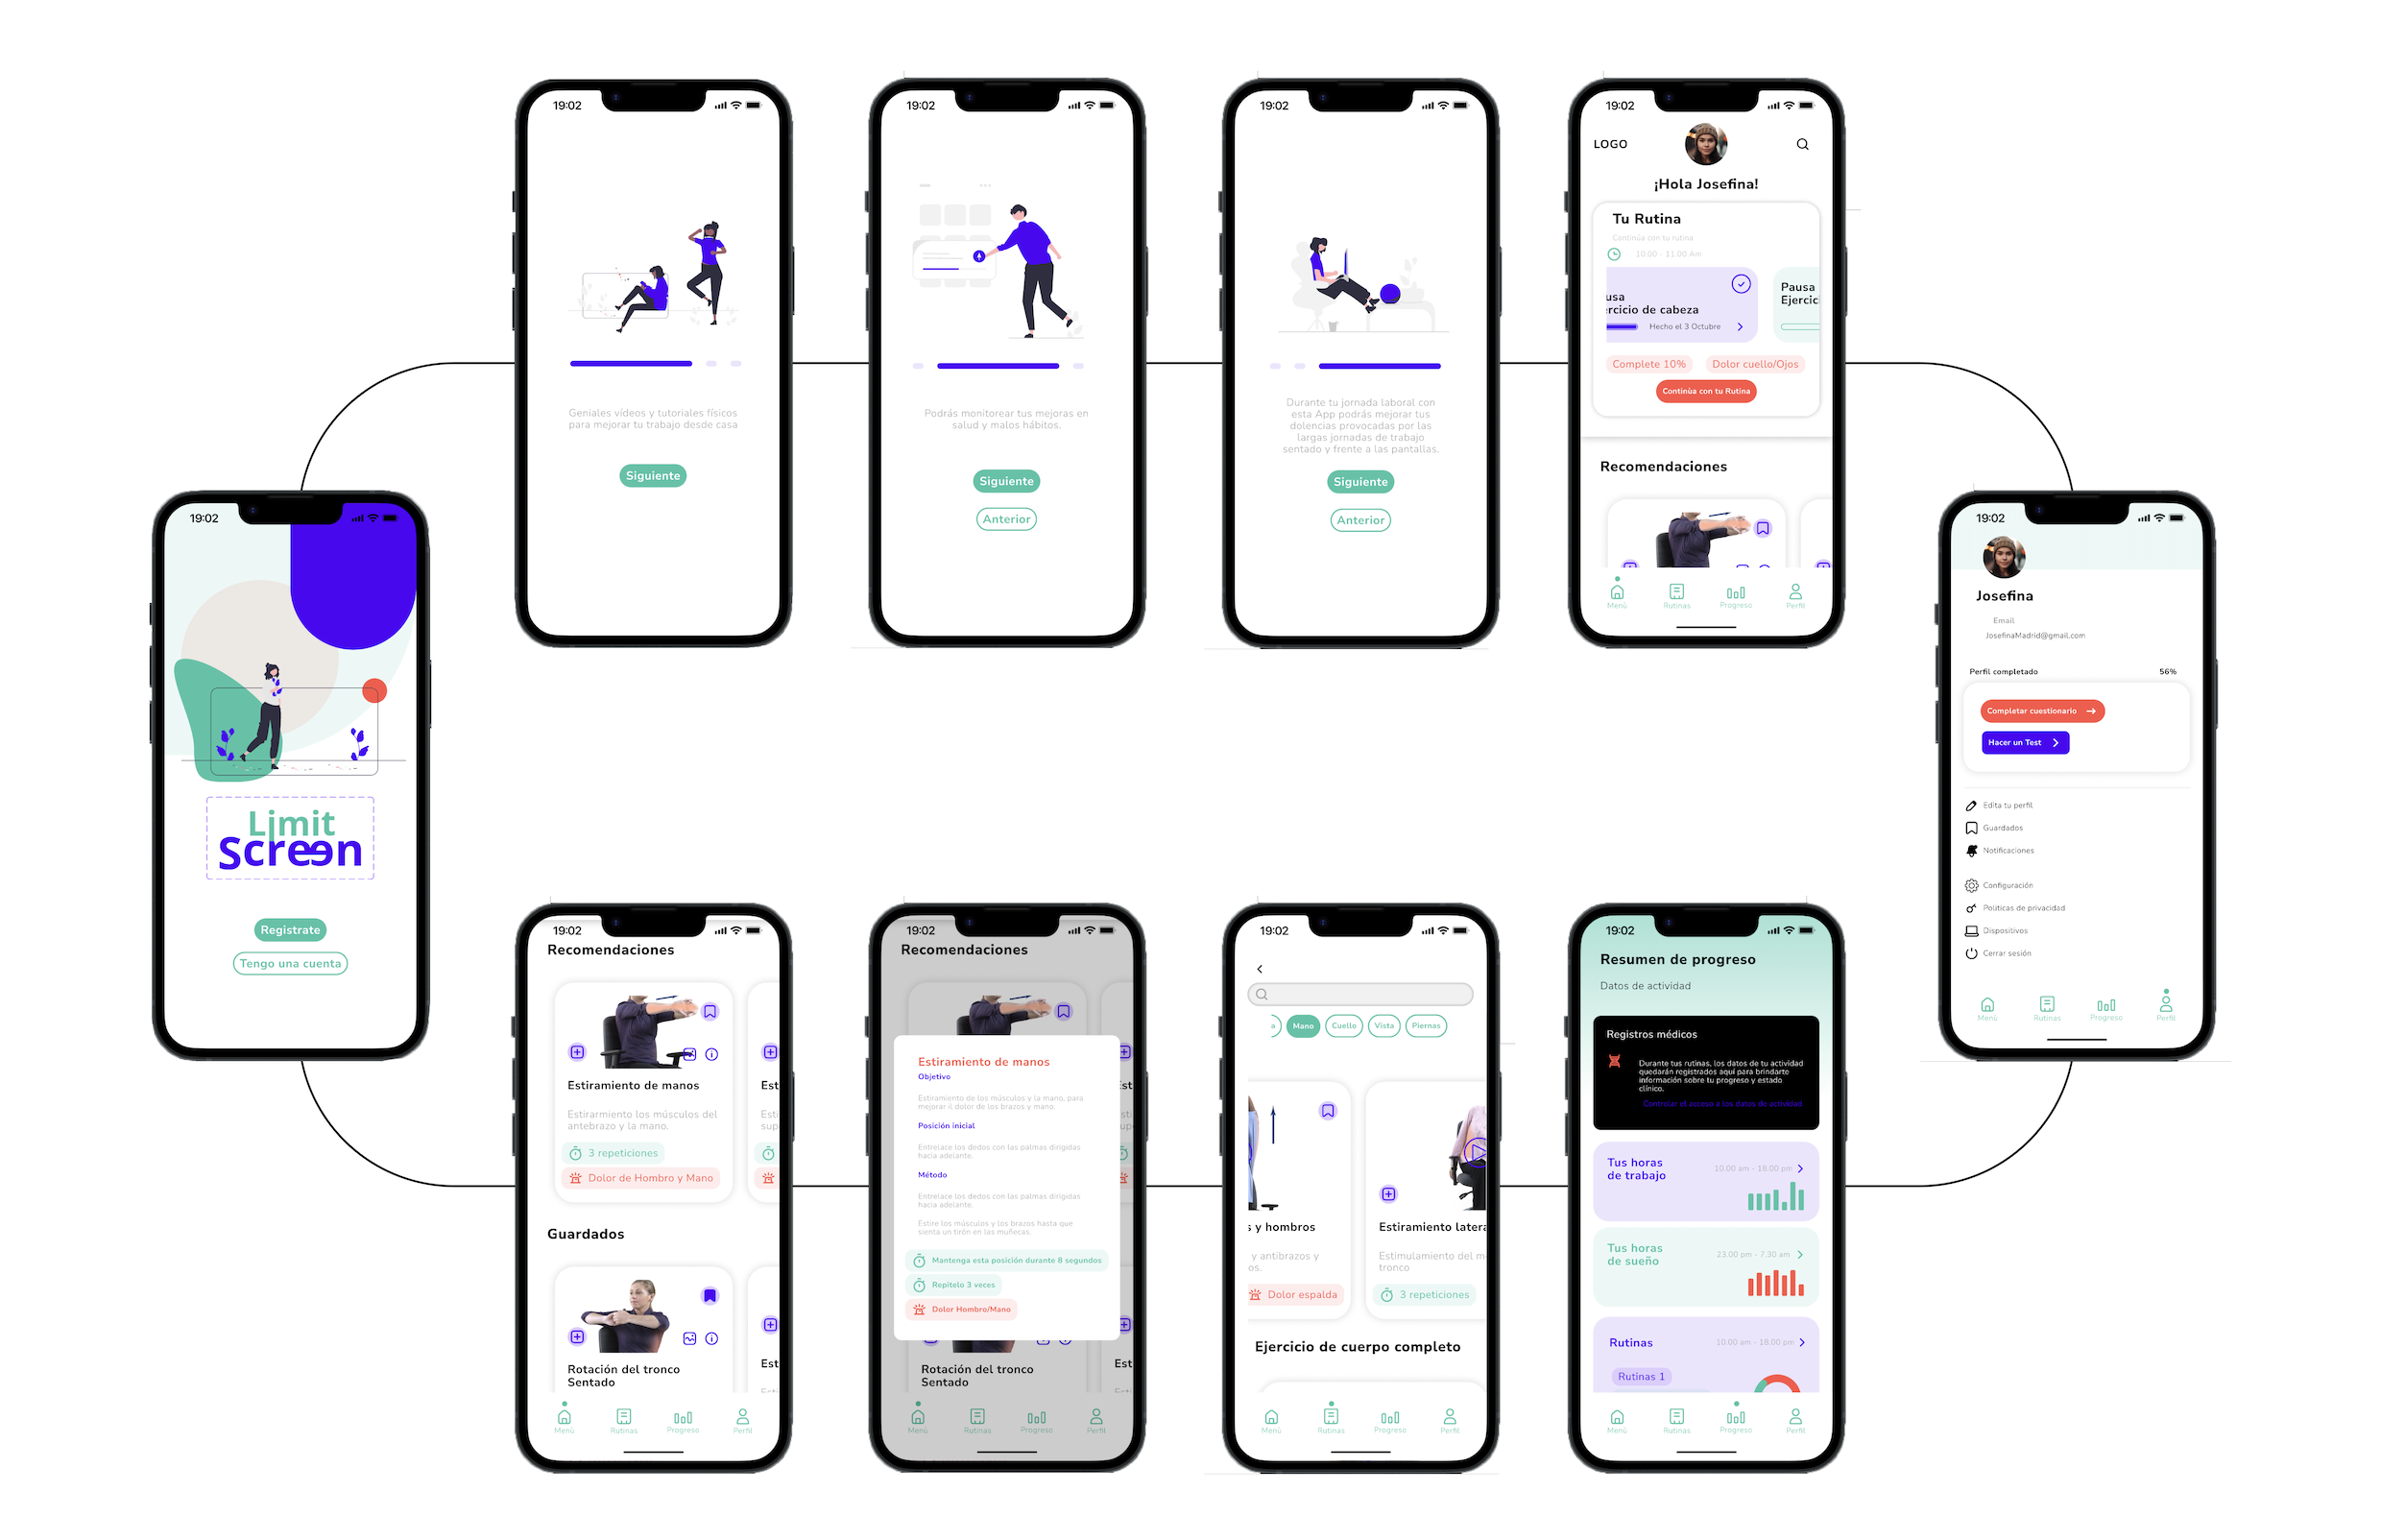 19:02
Limit
Screen
Registrate
Tengo una cuenta
19:02
Geniales vídeos y tutoriales físicos
para mejorar tu trabajo desde casa
Siguiente
19:02
Podrás monitorear tus mejoras en
salud y malos hábitos.
Siguiente
Anterior
19:02
Durante tu jornada laboral con
esta App podrás mejorar tus
dolencias provocadas por las
largas jornadas de trabajo
sentado y frente a las pantallas.
Siguiente
Anterior
19:02
LOGO
¡Hola Josefina!
Tu Rutina
Continúa con tu rutina
10.00 - 11.00 Am
usa
rcicio de cabeza
Hecho el 3 Octubre
Pausa
Ejercic
Complete 10%
Dolor cuello/Ojos
Continúa con tu Rutina
Recomendaciones
Menú
Rutinas
Progreso
Perfil
19:02
Josefina
Email
JosefinaMadrid@gmail.com
Perfil completado
56%
Completar cuestionario
Hacer un Test
Edita tu perfil
Guardados
Notificaciones
Configuración
Políticas de privacidad
Dispositivos
Cerrar sesión
Menú
Rutinas
Progreso
Perfil
19:02
Recomendaciones
Estiramiento de manos
Estirarmiento los músculos del
antebrazo y la mano.
3 repeticiones
Dolor de Hombro y Mano
Est
Esti
sup
Guardados
Rotación del tronco
Sentado
Est
Menú
Rutinas
Progreso
Perfil
19:02
Recomendaciones
Estiramiento de manos
Objetivo
Estiramiento de los músculos y la mano, para
mejorar il dolor de los brazos y mano.
Posición inicial
Entrelace los dedos con las palmas dirigidas
hacia adelante.
Método
Entrelace los dedos con las palmas dirigidas
hacia adelante.
Estire los músculos y los brazos hasta que
sienta un tirón en las muñecas.
Mantenga esta posición durante 8 segundos
Repítelo 3 veces
Dolor Hombro/Mano
Rotación del tronco
Sentado
Est
Menú
Rutinas
Progreso
Perfil
19:02
a
Mano
Cuello
Vista
Piernas
s y hombros
y antibrazos y
os.
Dolor espalda
Estiramiento latera
Estimulamiento del m
tronco
3 repeticiones
Ejercicio de cuerpo completo
Menú
Rutinas
Progreso
Perfil
19:02
Resumen de progreso
Datos de actividad
Registros médicos
Durante tus rutinas, los datos de tu actividad
quedarán registrados aquí para brindarte
información sobre tu progreso y estado
clínico.
Controlar el acceso a los datos de actividad
Tus horas
de trabajo
10.00 am - 18.00 pm
Tus horas
de sueño
23.00 pm - 7.30 am
Rutinas
10.00 am - 18.00 pm
Rutinas 1
Menú
Rutinas
Progreso
Perfil